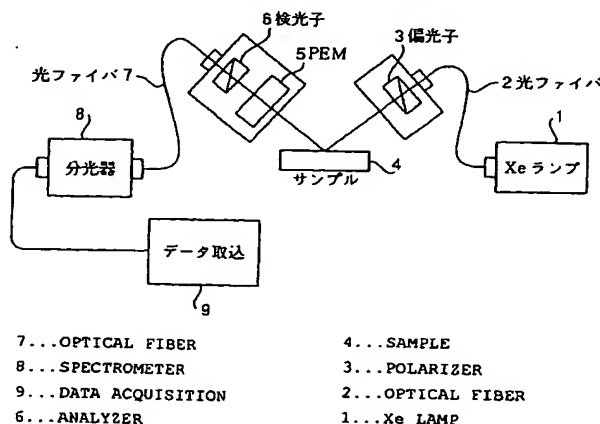 6 検光子
5 PEM
3 偏光子
光ファイバ 7
2 光ファイバ
8
1
分光器
サンプル
4
Xe ランプ
データ取込
9
7...OPTICAL FIBER
8...SPECTROMETER
9...DATA ACQUISITION
6...ANALYZER
4...SAMPLE
3...POLARIZER
2...OPTICAL FIBER
1...Xe LAMP